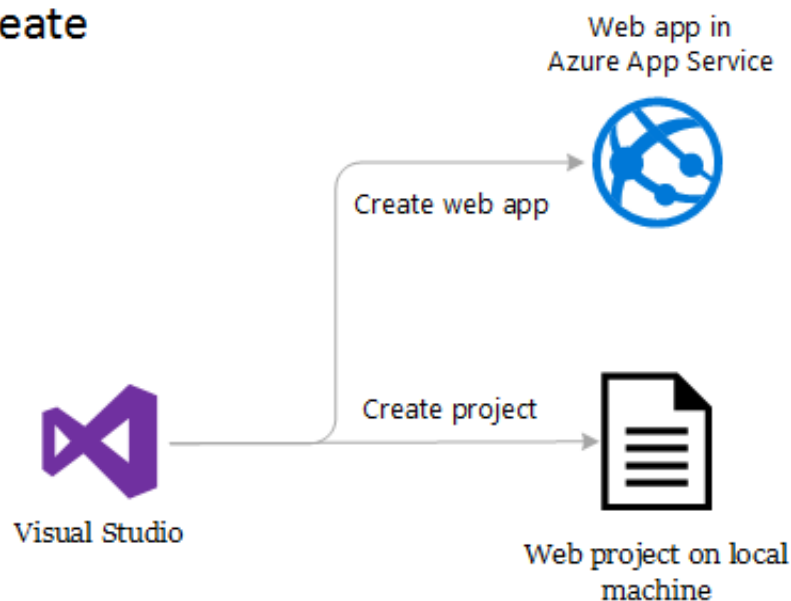 eate
Web app in
Azure App Service
Create web app
Create project
Visual Studio
Web project on local
machine